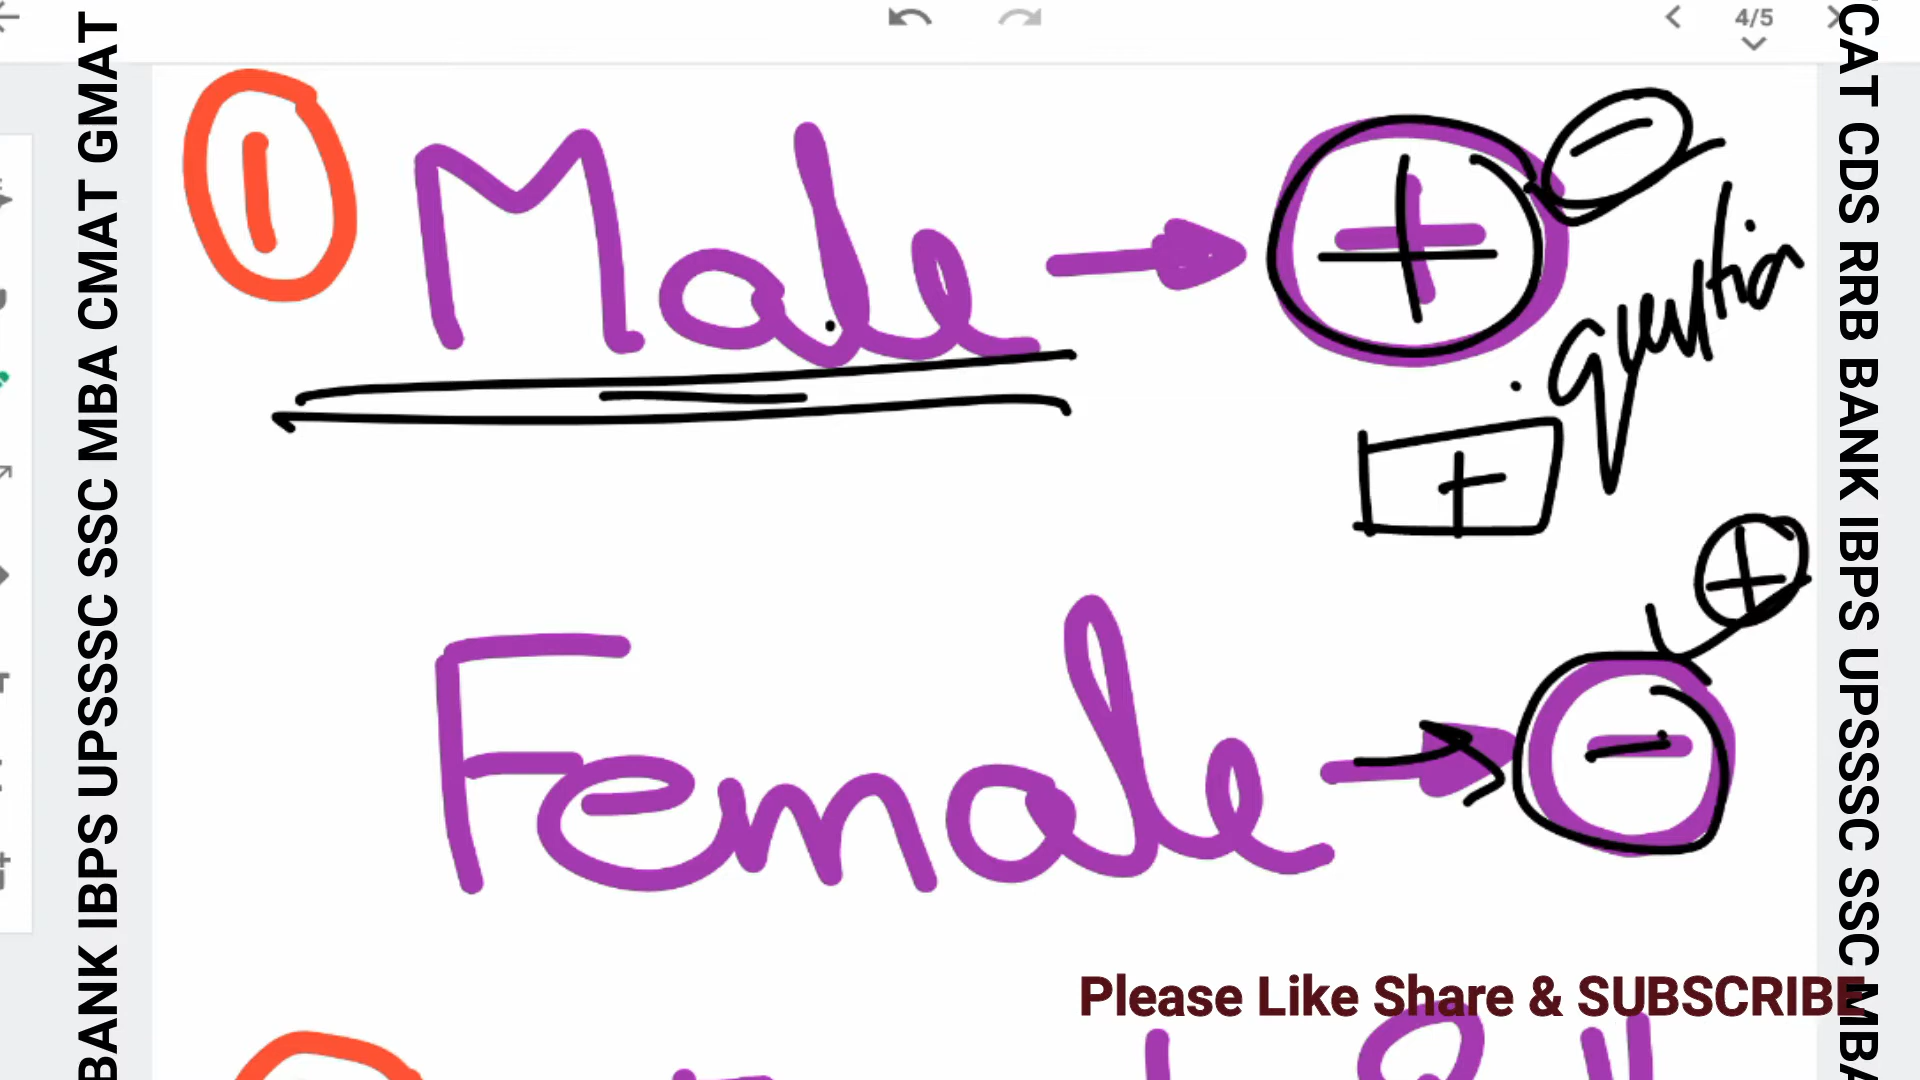 4/5
BANK IBPS UPSSSC SSC MBA CMAT GMAT
① Male → +
−
question
+
+
Female → −
Please Like Share & SUBSCRIBE
CAT CDS RRB BANK IBPS UPSSSC SSC MBA